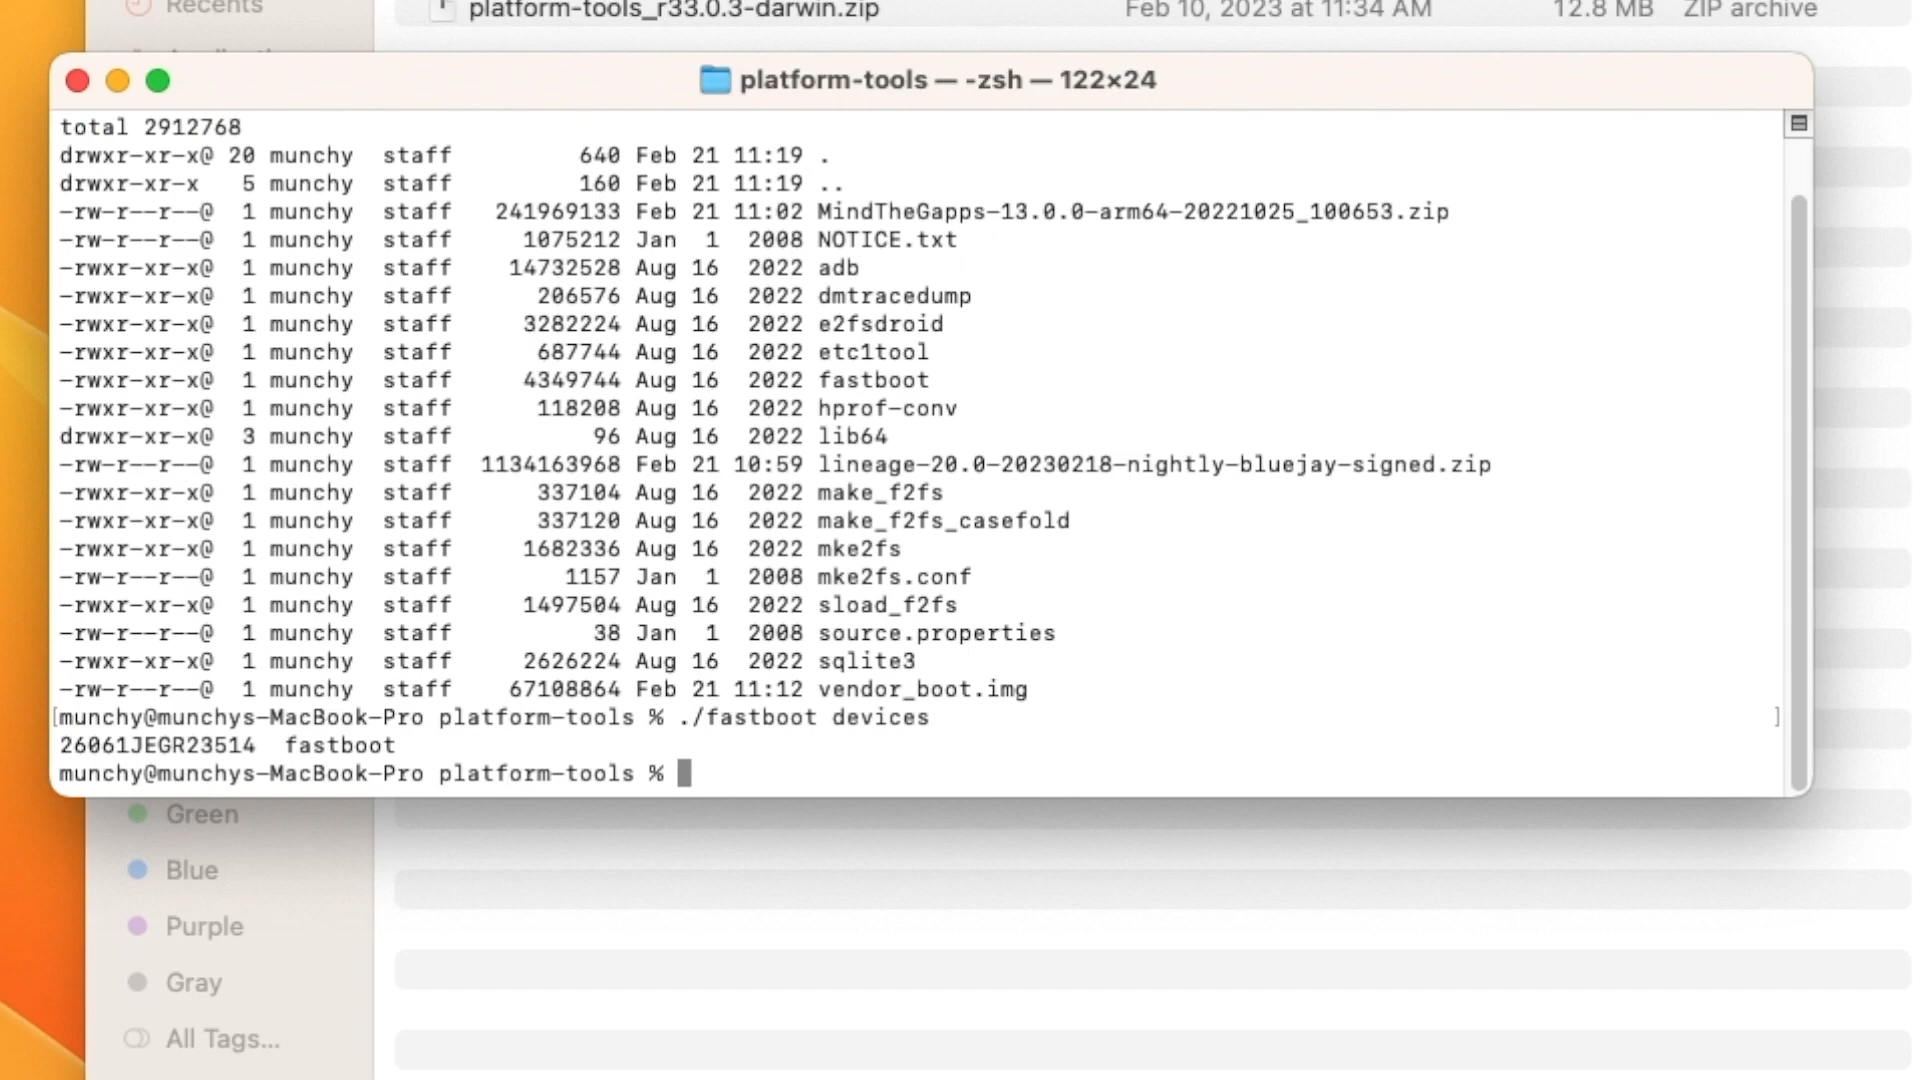 Recents
platform-tools_r33.0.3-darwin.zip Feb 10, 2023 at 11:34 AM 12.8 MB ZIP archive
platform-tools — -zsh — 122×24
total 2912768
drwxr-xr-x@ 20 munchy staff 640 Feb 21 11:19 .
drwxr-xr-x 5 munchy staff 160 Feb 21 11:19 ..
-rw-r--r--@ 1 munchy staff 241969133 Feb 21 11:02 MindTheGapps-13.0.0-arm64-20221025_100653.zip
-rw-r--r--@ 1 munchy staff 1075212 Jan 1 2008 NOTICE.txt
-rwxr-xr-x@ 1 munchy staff 14732528 Aug 16 2022 adb
-rwxr-xr-x@ 1 munchy staff 206576 Aug 16 2022 dmtracedump
-rwxr-xr-x@ 1 munchy staff 3282224 Aug 16 2022 e2fsdroid
-rwxr-xr-x@ 1 munchy staff 687744 Aug 16 2022 etc1tool
-rwxr-xr-x@ 1 munchy staff 4349744 Aug 16 2022 fastboot
-rwxr-xr-x@ 1 munchy staff 118208 Aug 16 2022 hprof-conv
drwxr-xr-x@ 3 munchy staff 96 Aug 16 2022 lib64
-rw-r--r--@ 1 munchy staff 1134163968 Feb 21 10:59 lineage-20.0-20230218-nightly-bluejay-signed.zip
-rwxr-xr-x@ 1 munchy staff 337104 Aug 16 2022 make_f2fs
-rwxr-xr-x@ 1 munchy staff 337120 Aug 16 2022 make_f2fs_casefold
-rwxr-xr-x@ 1 munchy staff 1682336 Aug 16 2022 mke2fs
-rw-r--r--@ 1 munchy staff 1157 Jan 1 2008 mke2fs.conf
-rwxr-xr-x@ 1 munchy staff 1497504 Aug 16 2022 sload_f2fs
-rw-r--r--@ 1 munchy staff 38 Jan 1 2008 source.properties
-rwxr-xr-x@ 1 munchy staff 2626224 Aug 16 2022 sqlite3
-rw-r--r--@ 1 munchy staff 67108864 Feb 21 11:12 vendor_boot.img
[munchy@munchys-MacBook-Pro platform-tools % ./fastboot devices ]
26061JEGR23514 fastboot
munchy@munchys-MacBook-Pro platform-tools %
Green
Blue
Purple
Gray
All Tags...